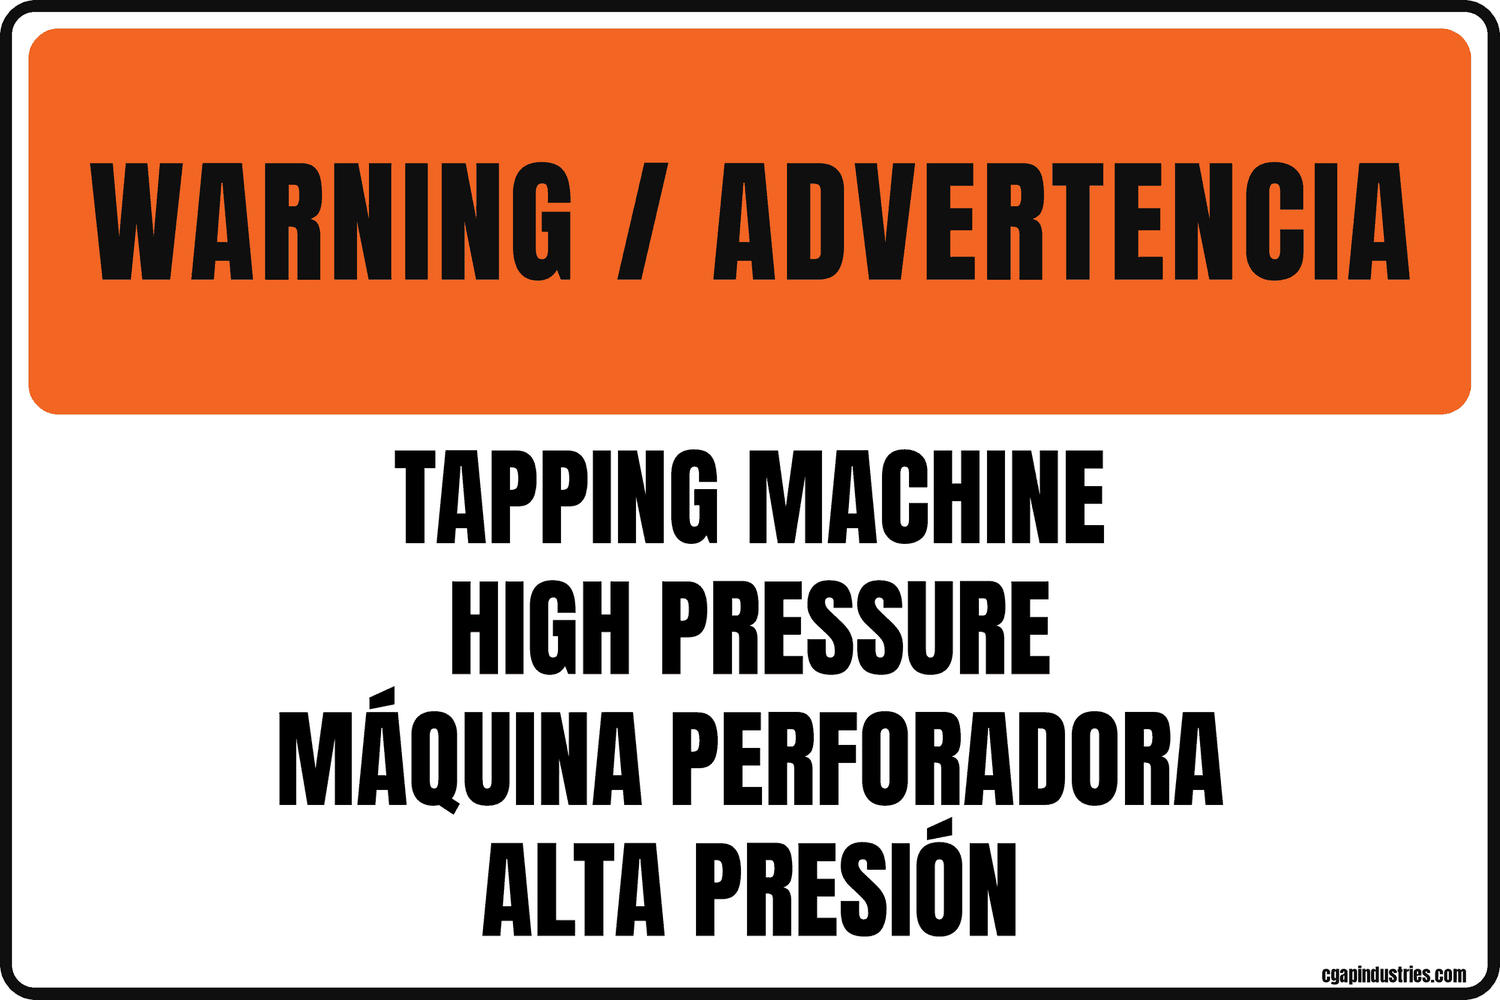 WARNING / ADVERTENCIA
TAPPING MACHINE
HIGH PRESSURE
MÁQUINA PERFORADORA
ALTA PRESIÓN
cgapindustries.com